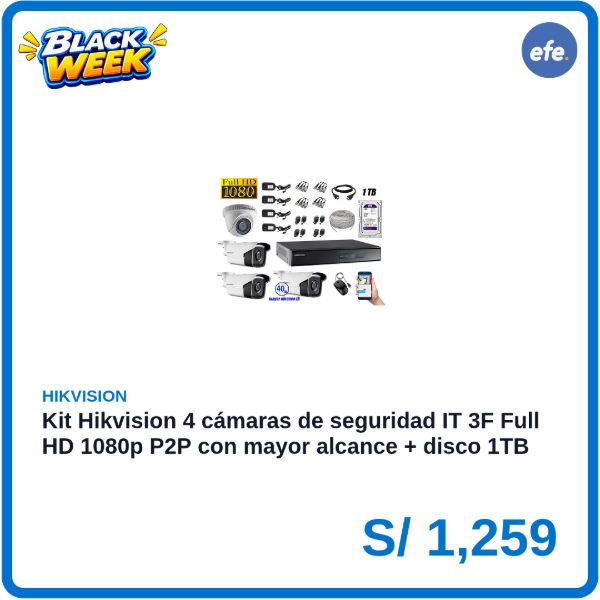 BLACK
WEEK
efe.
Full HD
1080
1 TB
40
HIKVISION
Kit Hikvision 4 cámaras de seguridad IT 3F Full
HD 1080p P2P con mayor alcance + disco 1TB
S/ 1,259